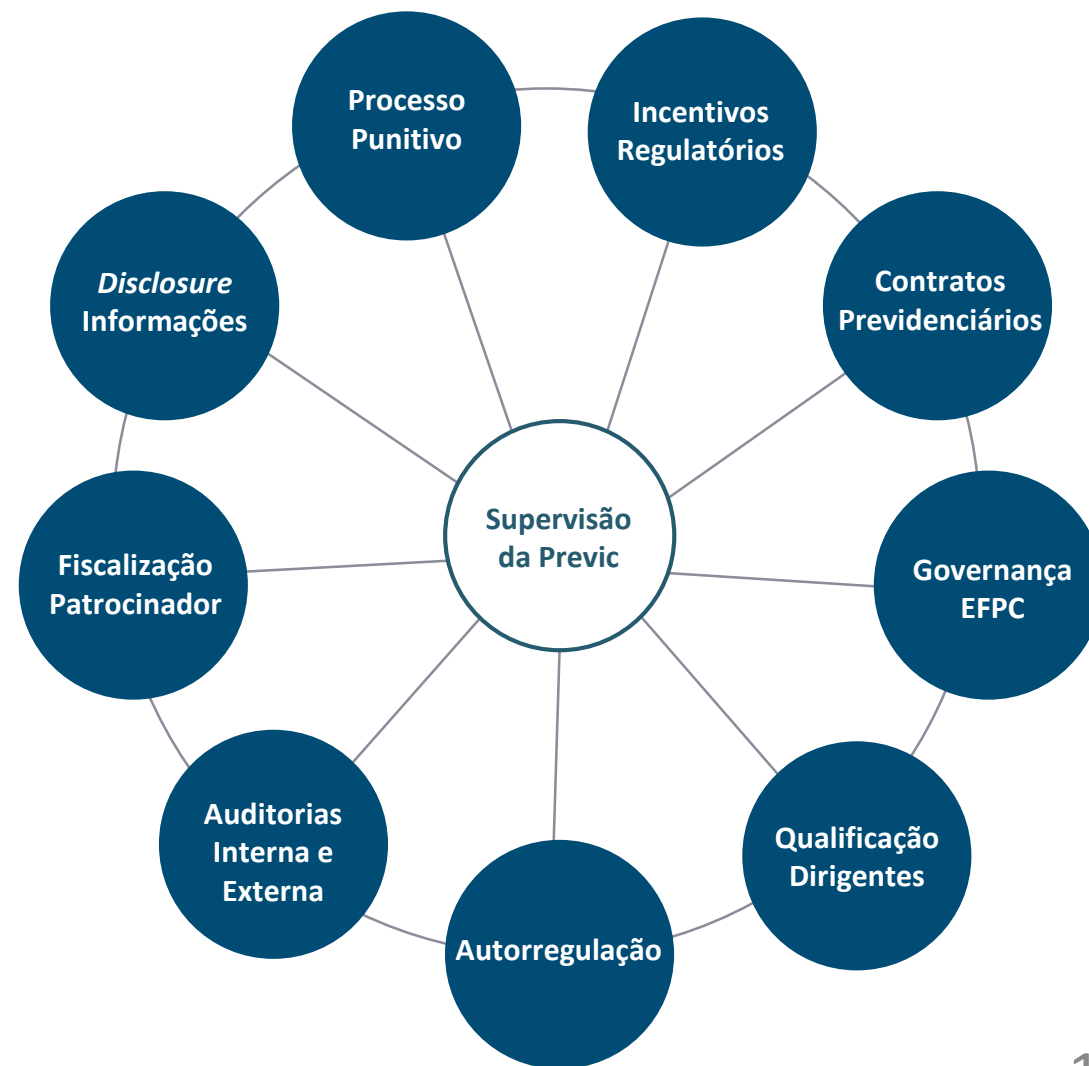 Processo
Punitivo
Incentivos
Regulatórios
Disclosure
Informações
Contratos
Previdenciários
Supervisão
da Previc
Fiscalização
Patrocinador
Governança
EFPC
Auditorias
Interna e
Externa
Qualificação
Dirigentes
Autorregulação